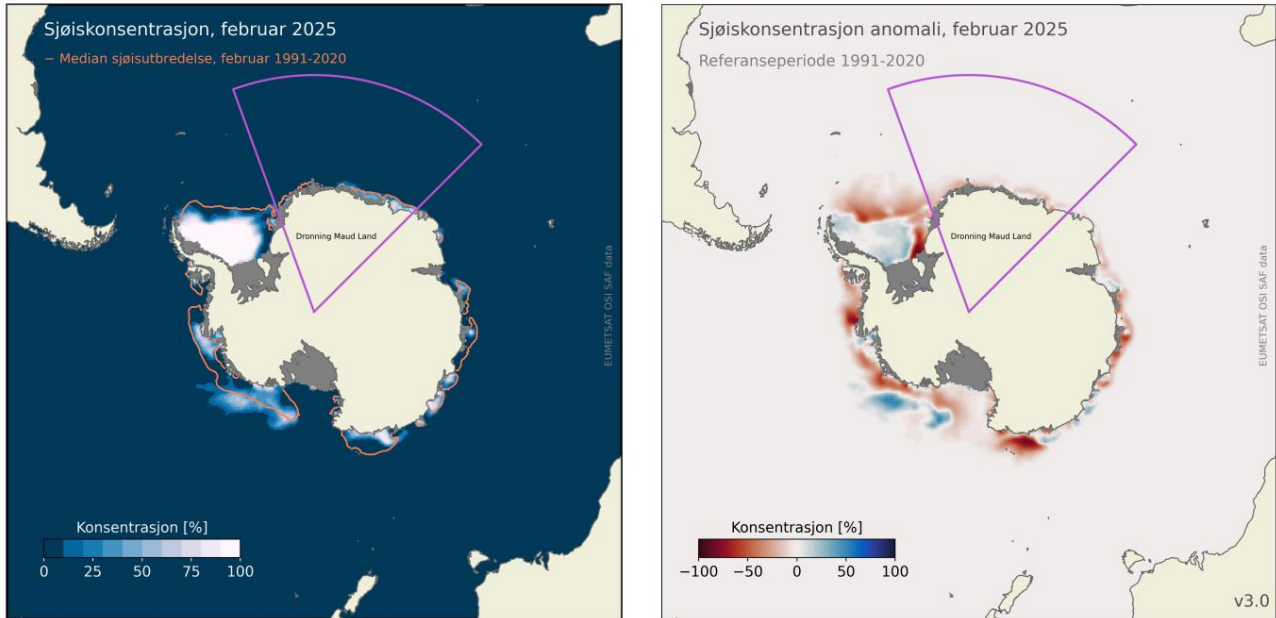 Sjøiskonsentrasjon, februar 2025
− Median sjøisutbredelse, februar 1991-2020
Dronning Maud Land
EUMETSAT OSI SAF data
Konsentrasjon [%]
0 25 50 75 100
Sjøiskonsentrasjon anomali, februar 2025
Referanseperiode 1991-2020
Dronning Maud Land
EUMETSAT OSI SAF data
Konsentrasjon [%]
−100 −50 0 50 100
v3.0